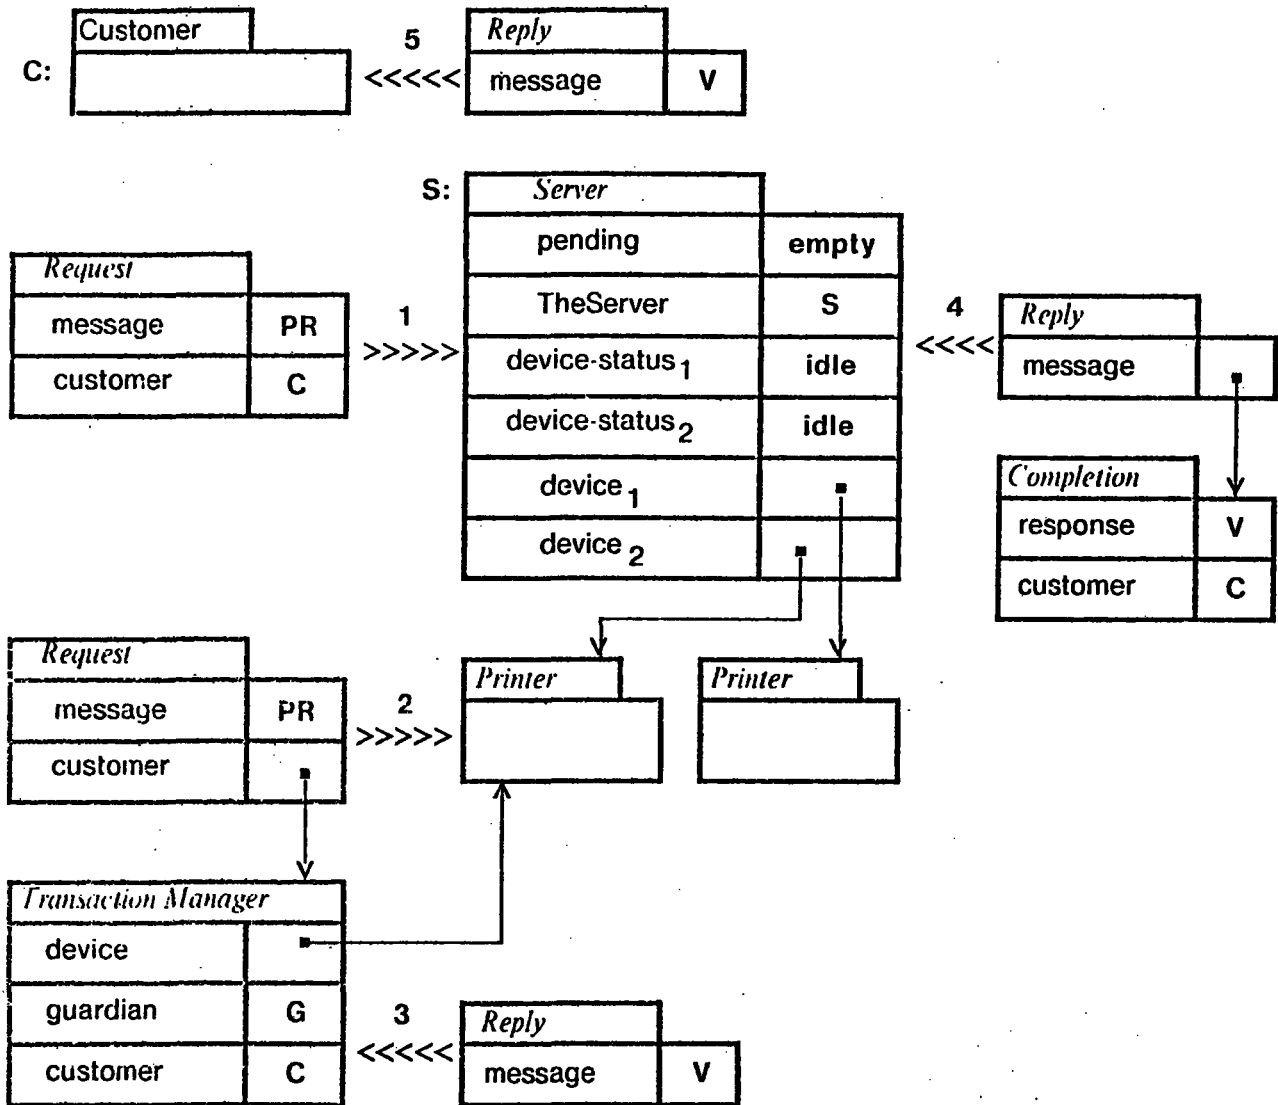 Customer
C:
5
<<<<<
Reply
message V
S:
Server
pending empty
TheServer S
device-status1 idle
device-status2 idle
device1
device2
Request
message PR
customer C
1
>>>>>
4
<<<<
Reply
message
Completion
response V
customer C
Request
message PR
customer
2
>>>>>
Printer
Printer
Transaction Manager
device
guardian G
customer C
3
<<<<<
Reply
message V